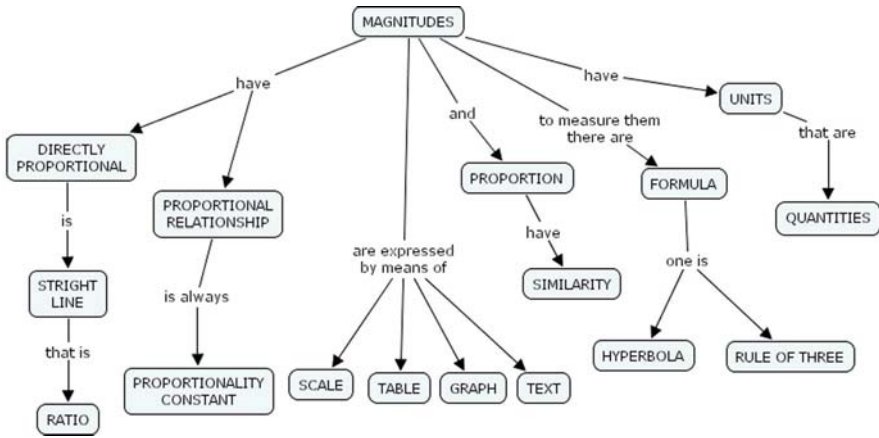 MAGNITUDES
have
have
and
to measure them
there are
UNITS
that are
DIRECTLY
PROPORTIONAL
PROPORTION
FORMULA
PROPORTIONAL
RELATIONSHIP
QUANTITIES
is
have
are expressed
by means of
one is
STRIGHT
LINE
SIMILARITY
is always
that is
HYPERBOLA
RULE OF THREE
PROPORTIONALITY
CONSTANT
SCALE
TABLE
GRAPH
TEXT
RATIO